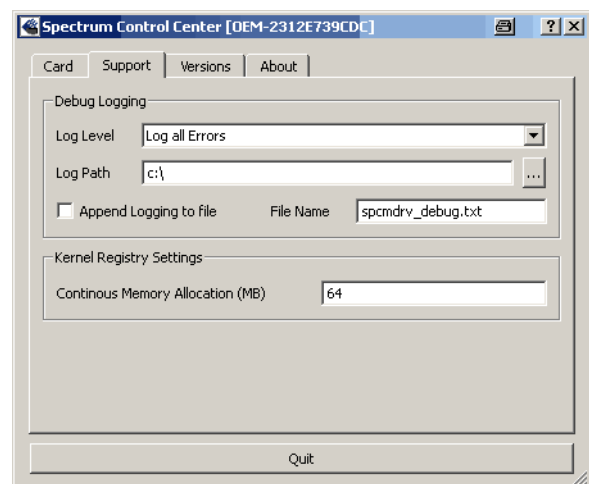 Spectrum Control Center [OEM-2312E739CDC]
Card Support Versions About
Debug Logging
Log Level Log all Errors
Log Path c:\ ...
Append Logging to file File Name spcmdrv_debug.txt
Kernel Registry Settings
Continous Memory Allocation (MB) 64
Quit